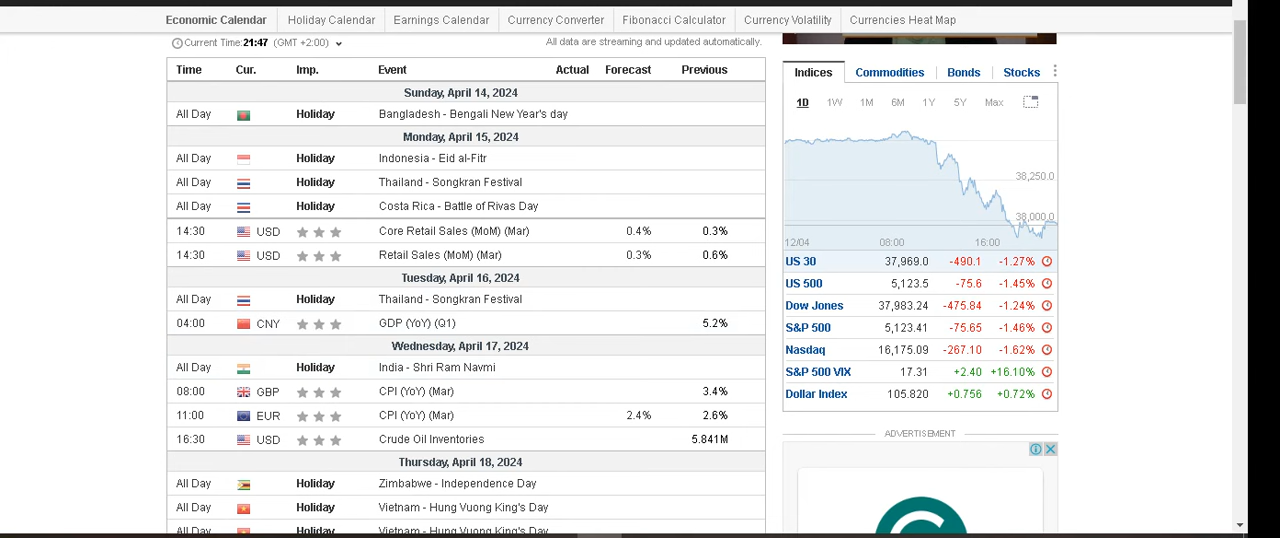 Economic Calendar Holiday Calendar Earnings Calendar Currency Converter Fibonacci Calculator Currency Volatility Currencies Heat Map
Current Time: 21:47 (GMT +2:00) All data are streaming and updated automatically.
Time Cur. Imp. Event Actual Forecast Previous
Sunday, April 14, 2024
All Day Holiday Bangladesh - Bengali New Year's day
Monday, April 15, 2024
All Day Holiday Indonesia - Eid al-Fitr
All Day Holiday Thailand - Songkran Festival
All Day Holiday Costa Rica - Battle of Rivas Day
14:30 USD Core Retail Sales (MoM) (Mar) 0.4% 0.3%
14:30 USD Retail Sales (MoM) (Mar) 0.3% 0.6%
Tuesday, April 16, 2024
All Day Holiday Thailand - Songkran Festival
04:00 CNY GDP (YoY) (Q1) 5.2%
Wednesday, April 17, 2024
All Day Holiday India - Shri Ram Navmi
08:00 GBP CPI (YoY) (Mar) 3.4%
11:00 EUR CPI (YoY) (Mar) 2.4% 2.6%
16:30 USD Crude Oil Inventories 5.841M
Thursday, April 18, 2024
All Day Holiday Zimbabwe - Independence Day
All Day Holiday Vietnam - Hung Vuong King's Day
All Day Holiday Vietnam - Hung Vuong King's Day
Indices Commodities Bonds Stocks
1D 1W 1M 6M 1Y 5Y Max
38,250.0
38,000.0
12/04 08:00 16:00
US 30 37,969.0 -490.1 -1.27%
US 500 5,123.5 -75.6 -1.45%
Dow Jones 37,983.24 -475.84 -1.24%
S&P 500 5,123.41 -75.65 -1.46%
Nasdaq 16,175.09 -267.10 -1.62%
S&P 500 VIX 17.31 +2.40 +16.10%
Dollar Index 105.820 +0.756 +0.72%
ADVERTISEMENT